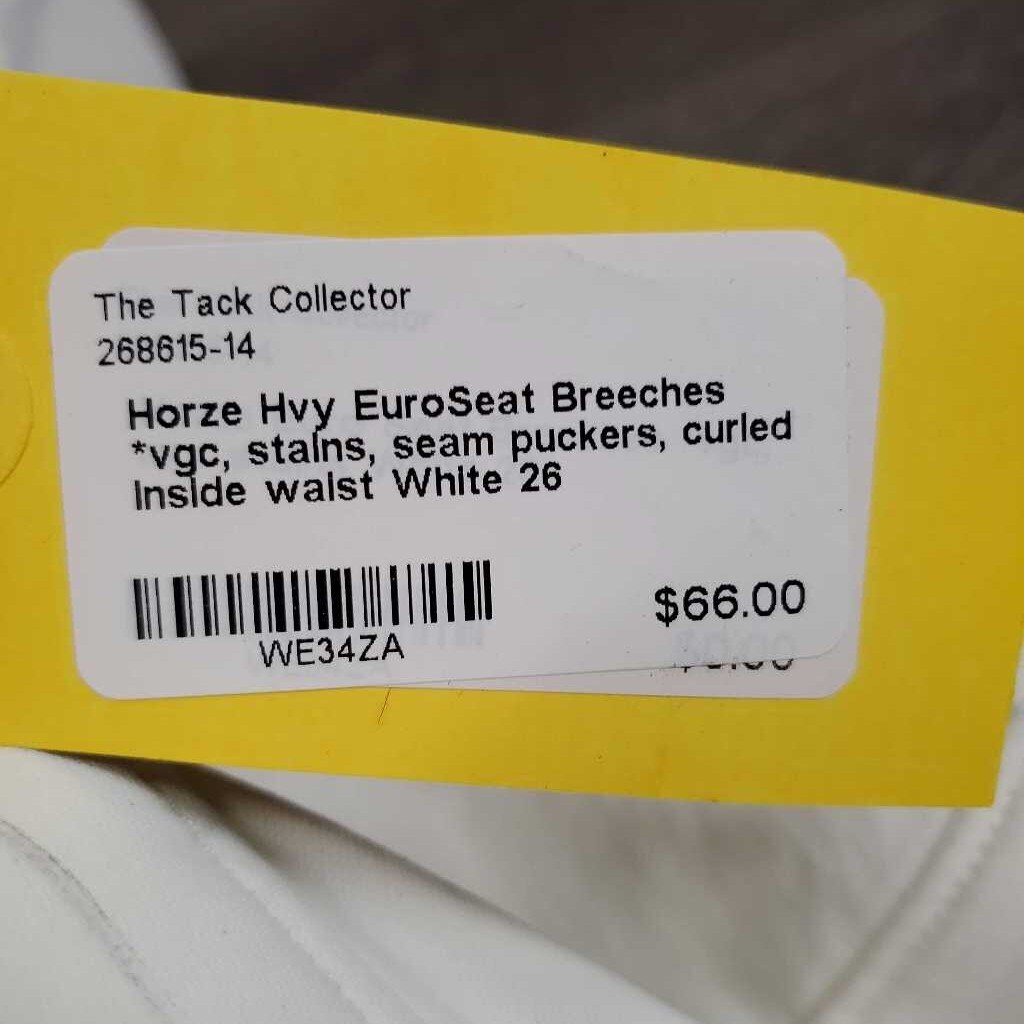 The Tack Collector
268615-14
Horze Hvy EuroSeat Breeches
*vgc, stains, seam puckers, curled
inside waist White 26
$66.00
WE34ZA